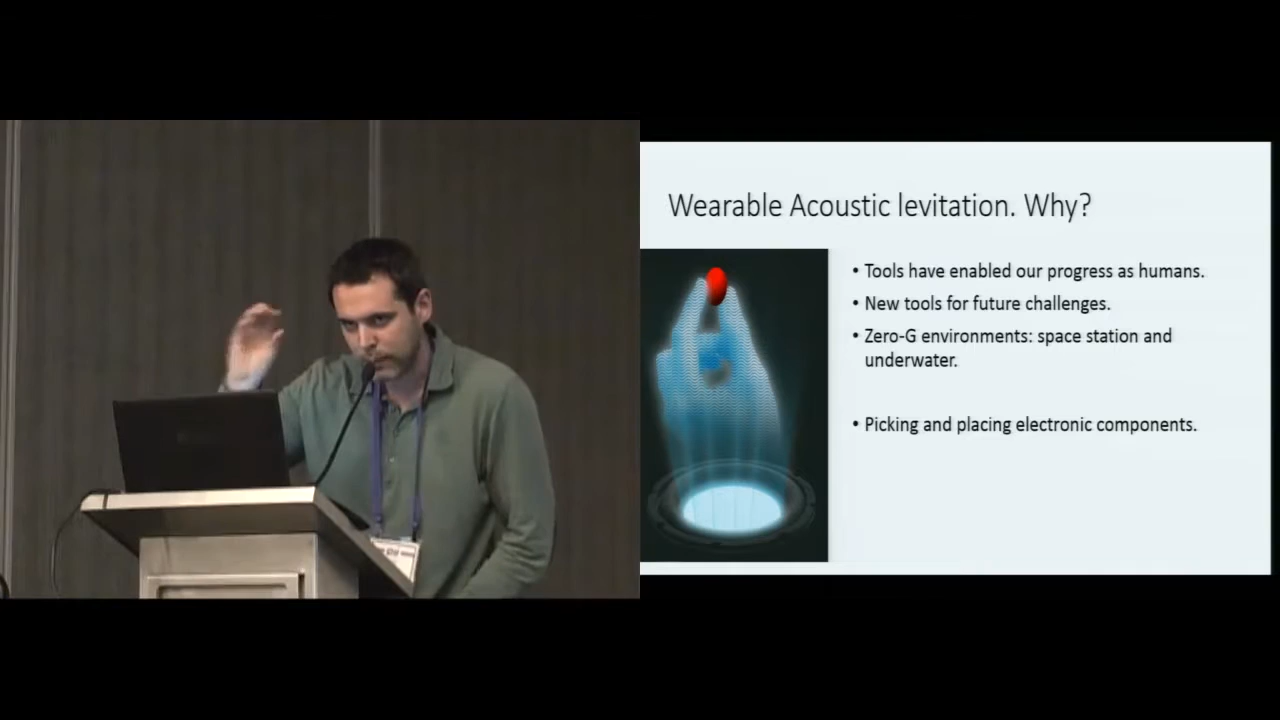 Wearable Acoustic levitation. Why?
• Tools have enabled our progress as humans.
• New tools for future challenges.
• Zero-G environments: space station and
underwater.
• Picking and placing electronic components.